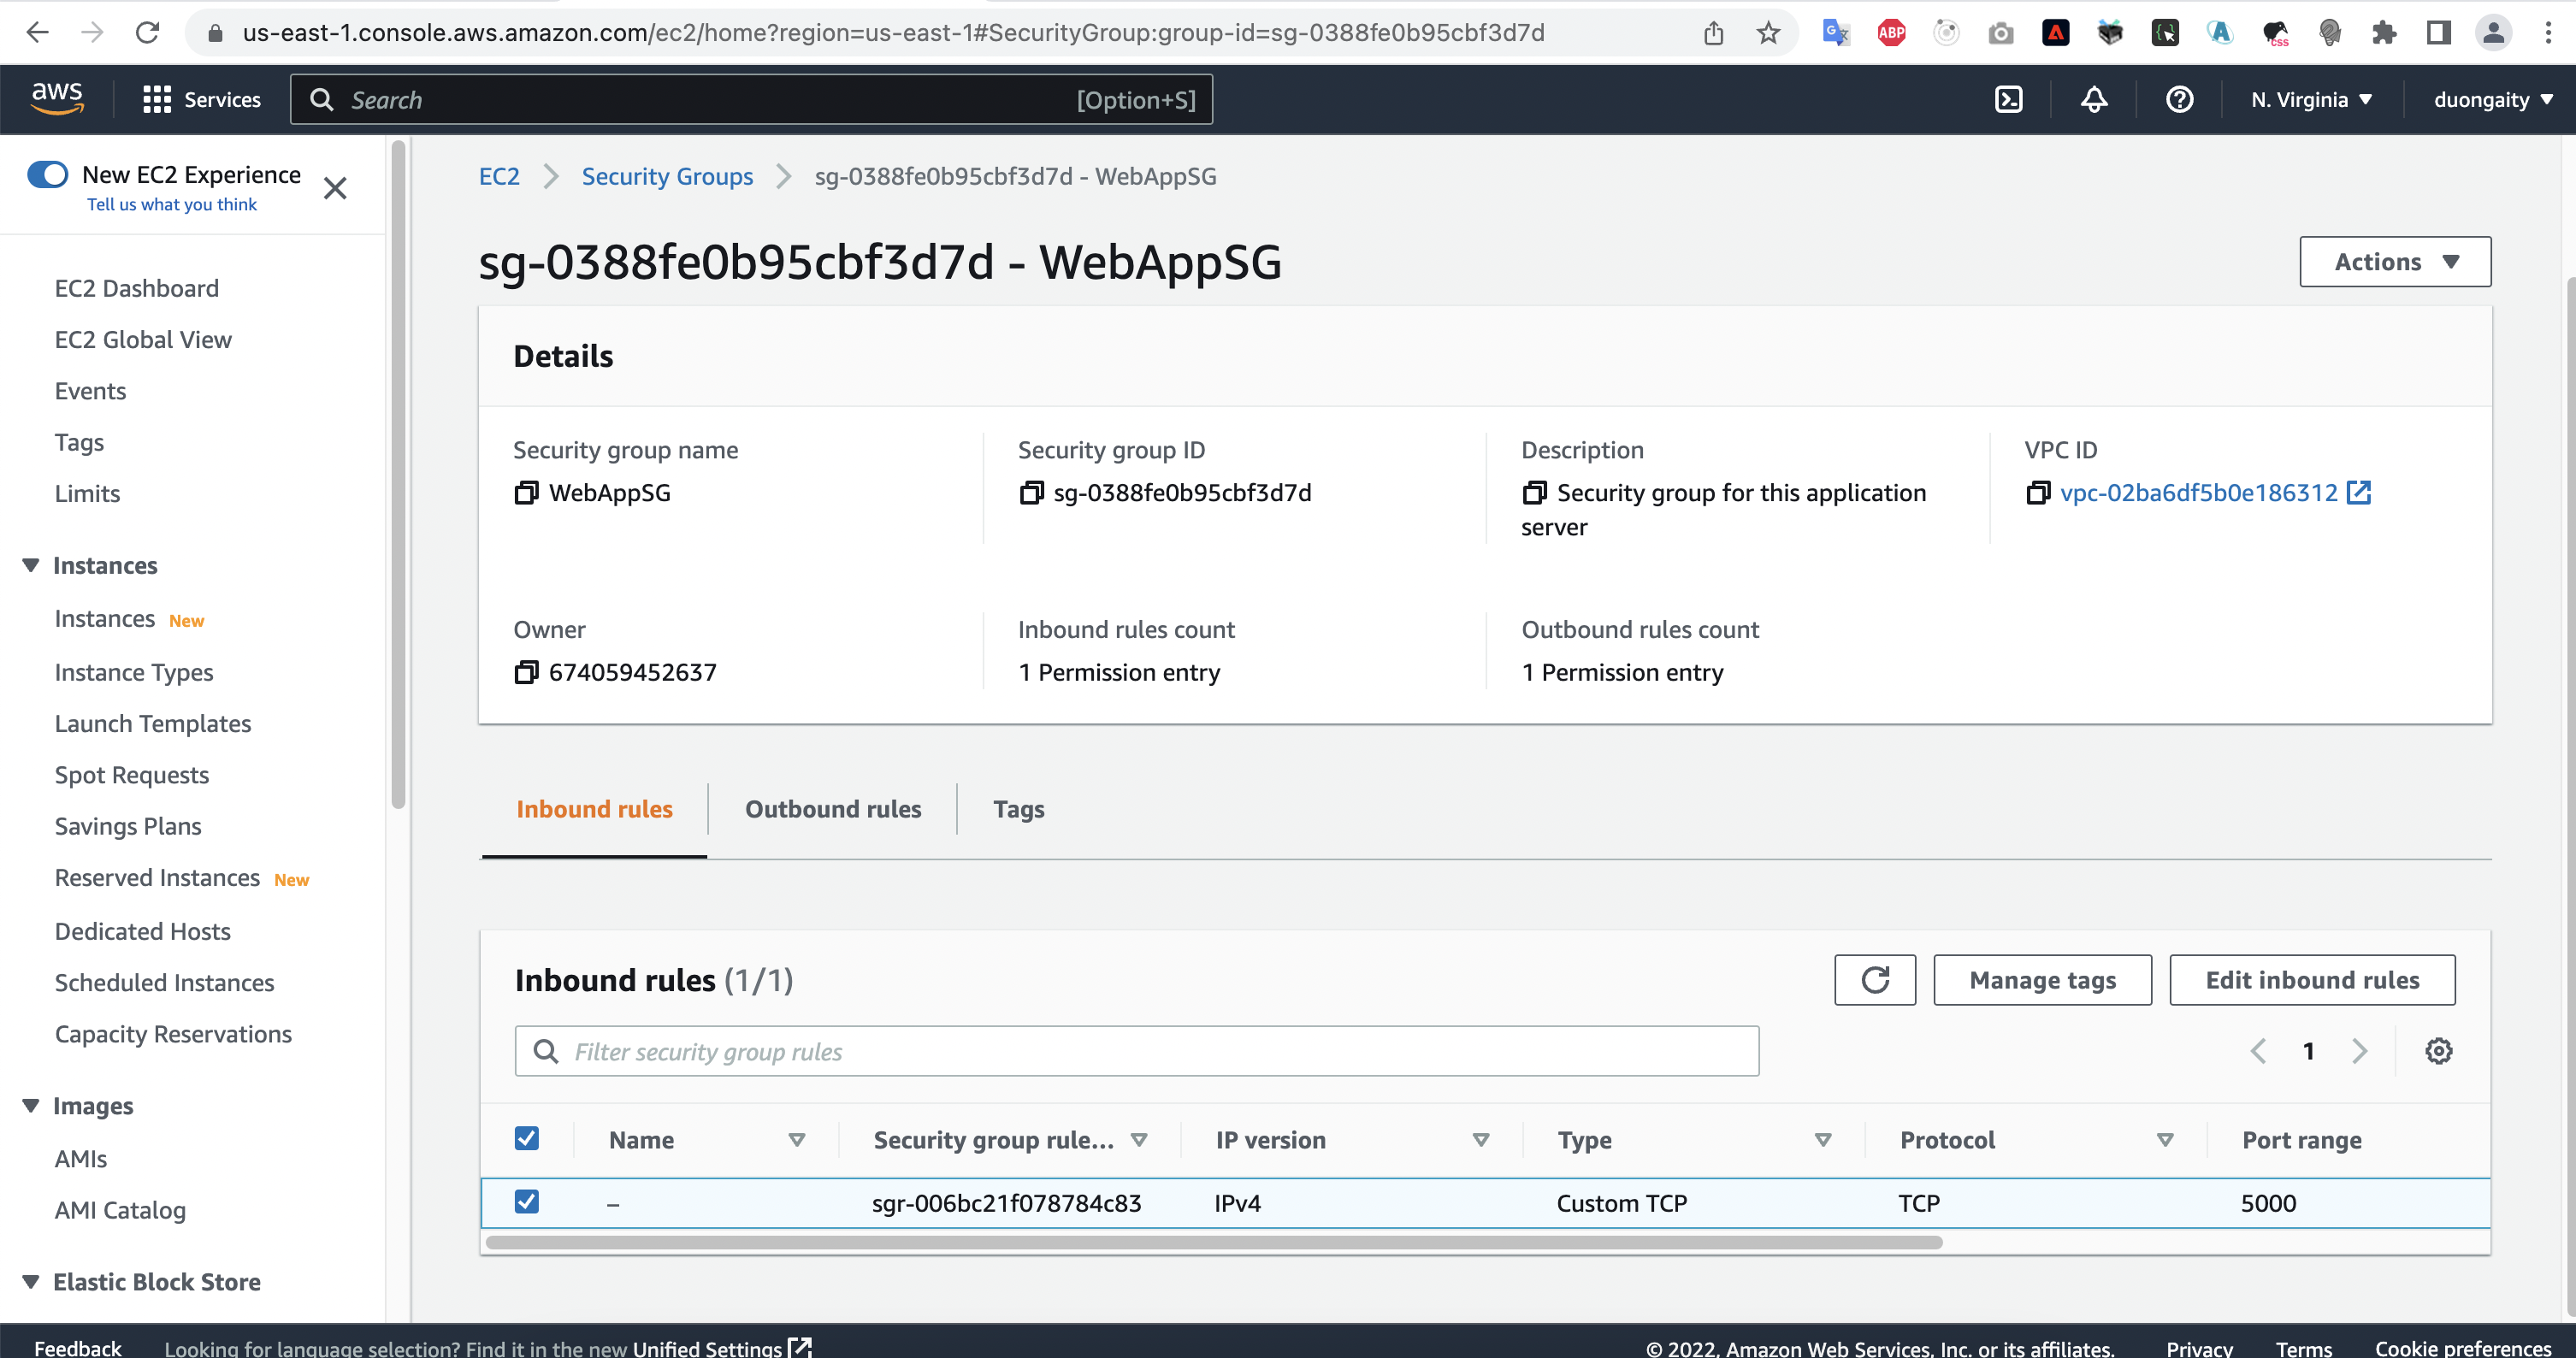 us-east-1.console.aws.amazon.com/ec2/home?region=us-east-1#SecurityGroup:group-id=sg-0388fe0b95cbf3d7d
ABP
CSS
aws
Services
Search
[Option+S]
N. Virginia
duongaity
New EC2 Experience
Tell us what you think
EC2 Dashboard
EC2 Global View
Events
Tags
Limits
Instances
Instances New
Instance Types
Launch Templates
Spot Requests
Savings Plans
Reserved Instances New
Dedicated Hosts
Scheduled Instances
Capacity Reservations
Images
AMIs
AMI Catalog
Elastic Block Store
EC2 > Security Groups > sg-0388fe0b95cbf3d7d - WebAppSG
sg-0388fe0b95cbf3d7d - WebAppSG
Actions
Details
Security group name
WebAppSG
Security group ID
sg-0388fe0b95cbf3d7d
Description
Security group for this application
server
VPC ID
vpc-02ba6df5b0e186312
Owner
674059452637
Inbound rules count
1 Permission entry
Outbound rules count
1 Permission entry
Inbound rules
Outbound rules
Tags
Inbound rules (1/1)
Manage tags
Edit inbound rules
Filter security group rules
1
Name Security group rule... IP version Type Protocol Port range
– sgr-006bc21f078784c83 IPv4 Custom TCP TCP 5000
Feedback
Looking for language selection? Find it in the new Unified Settings
© 2022, Amazon Web Services, Inc. or its affiliates.
Privacy
Terms
Cookie preferences